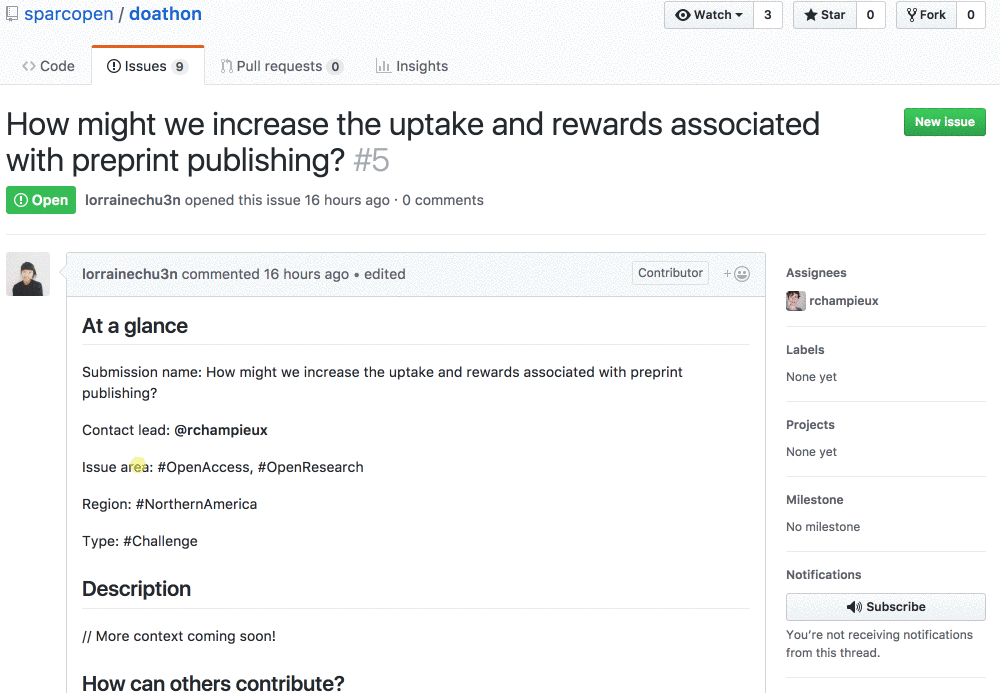 sparcopen / doathon
Watch 3 Star 0 Fork 0
Code Issues 9 Pull requests 0 Insights
How might we increase the uptake and rewards associated
with preprint publishing? #5
New issue
Open lorrainechu3n opened this issue 16 hours ago · 0 comments
lorrainechu3n commented 16 hours ago • edited
Contributor
At a glance
Submission name: How might we increase the uptake and rewards associated with preprint
publishing?
Contact lead: @rchampieux
Issue area: #OpenAccess, #OpenResearch
Region: #NorthernAmerica
Type: #Challenge
Description
// More context coming soon!
How can others contribute?
Assignees
rchampieux
Labels
None yet
Projects
None yet
Milestone
No milestone
Notifications
Subscribe
You’re not receiving notifications
from this thread.